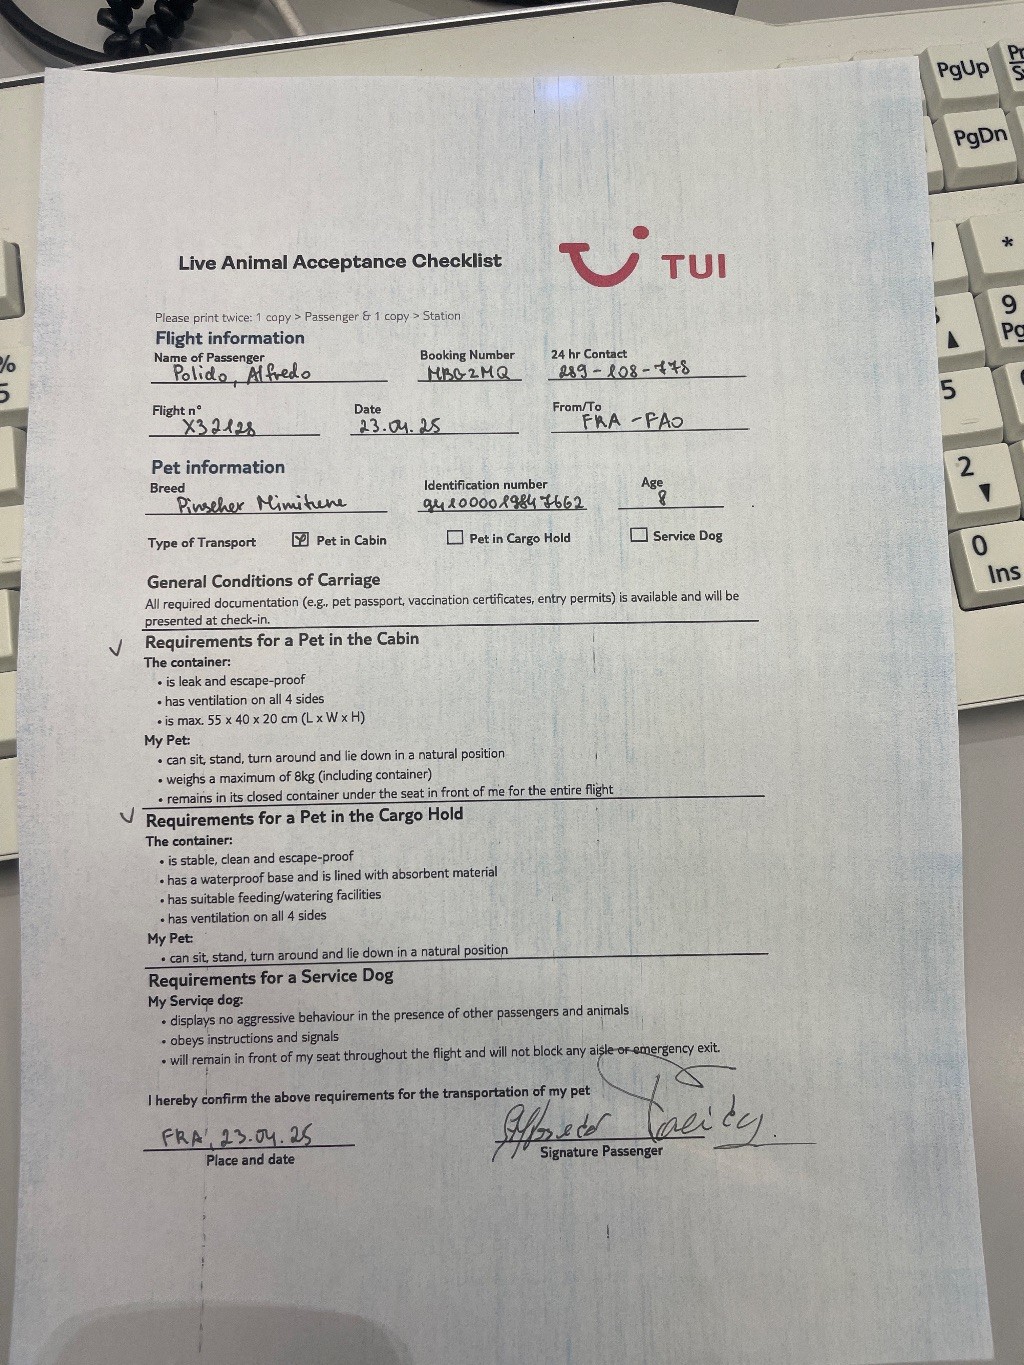 Live Animal Acceptance Checklist
TUI
Please print twice: 1 copy > Passenger & 1 copy > Station
Flight information
Name of Passenger Booking Number 24 hr Contact
Polido, Alfredo MBG2MQ 289-208-778
Flight n° Date From/To
X32128 23.04.25 FRA - FAO
Pet information
Breed Identification number Age
Pinscher 8
Type of Transport Pet in Cabin Pet in Cargo Hold Service Dog
General Conditions of Carriage
All required documentation (e.g., pet passport, vaccination certificates, entry permits) is available and will be
presented at check-in.
Requirements for a Pet in the Cabin
The container:
• is leak and escape-proof
• has ventilation on all 4 sides
• is max. 55 x 40 x 20 cm (L x W x H)
My Pet:
• can sit, stand, turn around and lie down in a natural position
• weighs a maximum of 8kg (including container)
• remains in its closed container under the seat in front of me for the entire flight
Requirements for a Pet in the Cargo Hold
The container:
• is stable, clean and escape-proof
• has a waterproof base and is lined with absorbent material
• has suitable feeding/watering facilities
• has ventilation on all 4 sides
My Pet:
• can sit, stand, turn around and lie down in a natural position
Requirements for a Service Dog
My Service dog:
• displays no aggressive behaviour in the presence of other passengers and animals
• obeys instructions and signals
• will remain in front of my seat throughout the flight and will not block any aisle or emergency exit.
I hereby confirm the above requirements for the transportation of my pet
FRA, 23.04.25
Place and date Signature Passenger
PgUp
PgDn
*
9
5
2
0
Ins
%
5